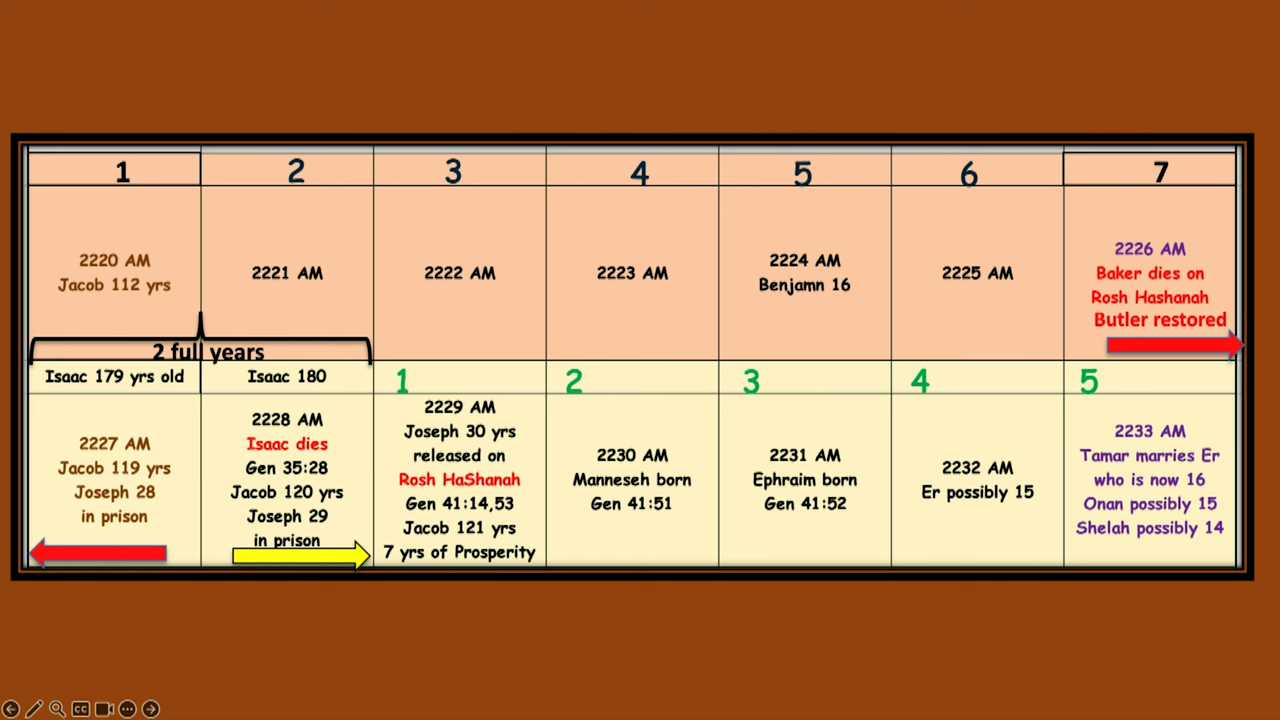 1
2
3
4
5
6
7
2220 AM
Jacob 112 yrs
2221 AM
2222 AM
2223 AM
2224 AM
Benjamn 16
2225 AM
2226 AM
Baker dies on
Rosh Hashanah
Butler restored
2 full years
Isaac 179 yrs old
Isaac 180
1
2
3
4
5
2227 AM
Jacob 119 yrs
Joseph 28
in prison
2228 AM
Isaac dies
Gen 35:28
Jacob 120 yrs
Joseph 29
in prison
2229 AM
Joseph 30 yrs
released on
Rosh HaShanah
Gen 41:14,53
Jacob 121 yrs
7 yrs of Prosperity
2230 AM
Manneseh born
Gen 41:51
2231 AM
Ephraim born
Gen 41:52
2232 AM
Er possibly 15
2233 AM
Tamar marries Er
who is now 16
Onan possibly 15
Shelah possibly 14
CC